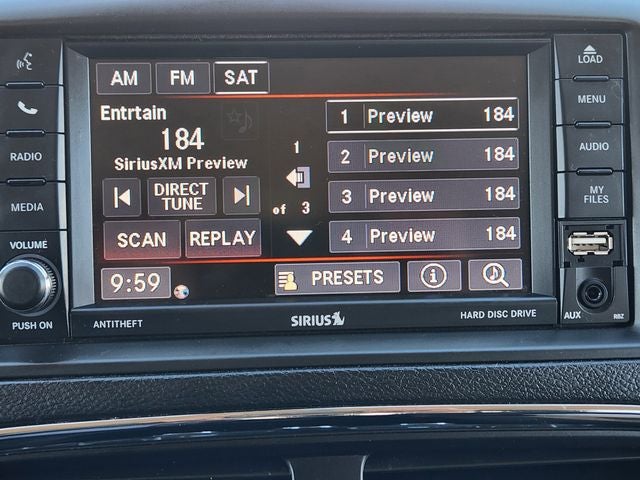 AM FM SAT
Entrtain
184
SiriusXM Preview
DIRECT
TUNE
SCAN REPLAY
9:59
1
of 3
1 Preview 184
2 Preview 184
3 Preview 184
4 Preview 184
PRESETS
i
RADIO
MEDIA
VOLUME
PUSH ON
ANTITHEFT
SIRIUS
HARD DISC DRIVE
LOAD
MENU
AUDIO
MY
FILES
AUX RBZ